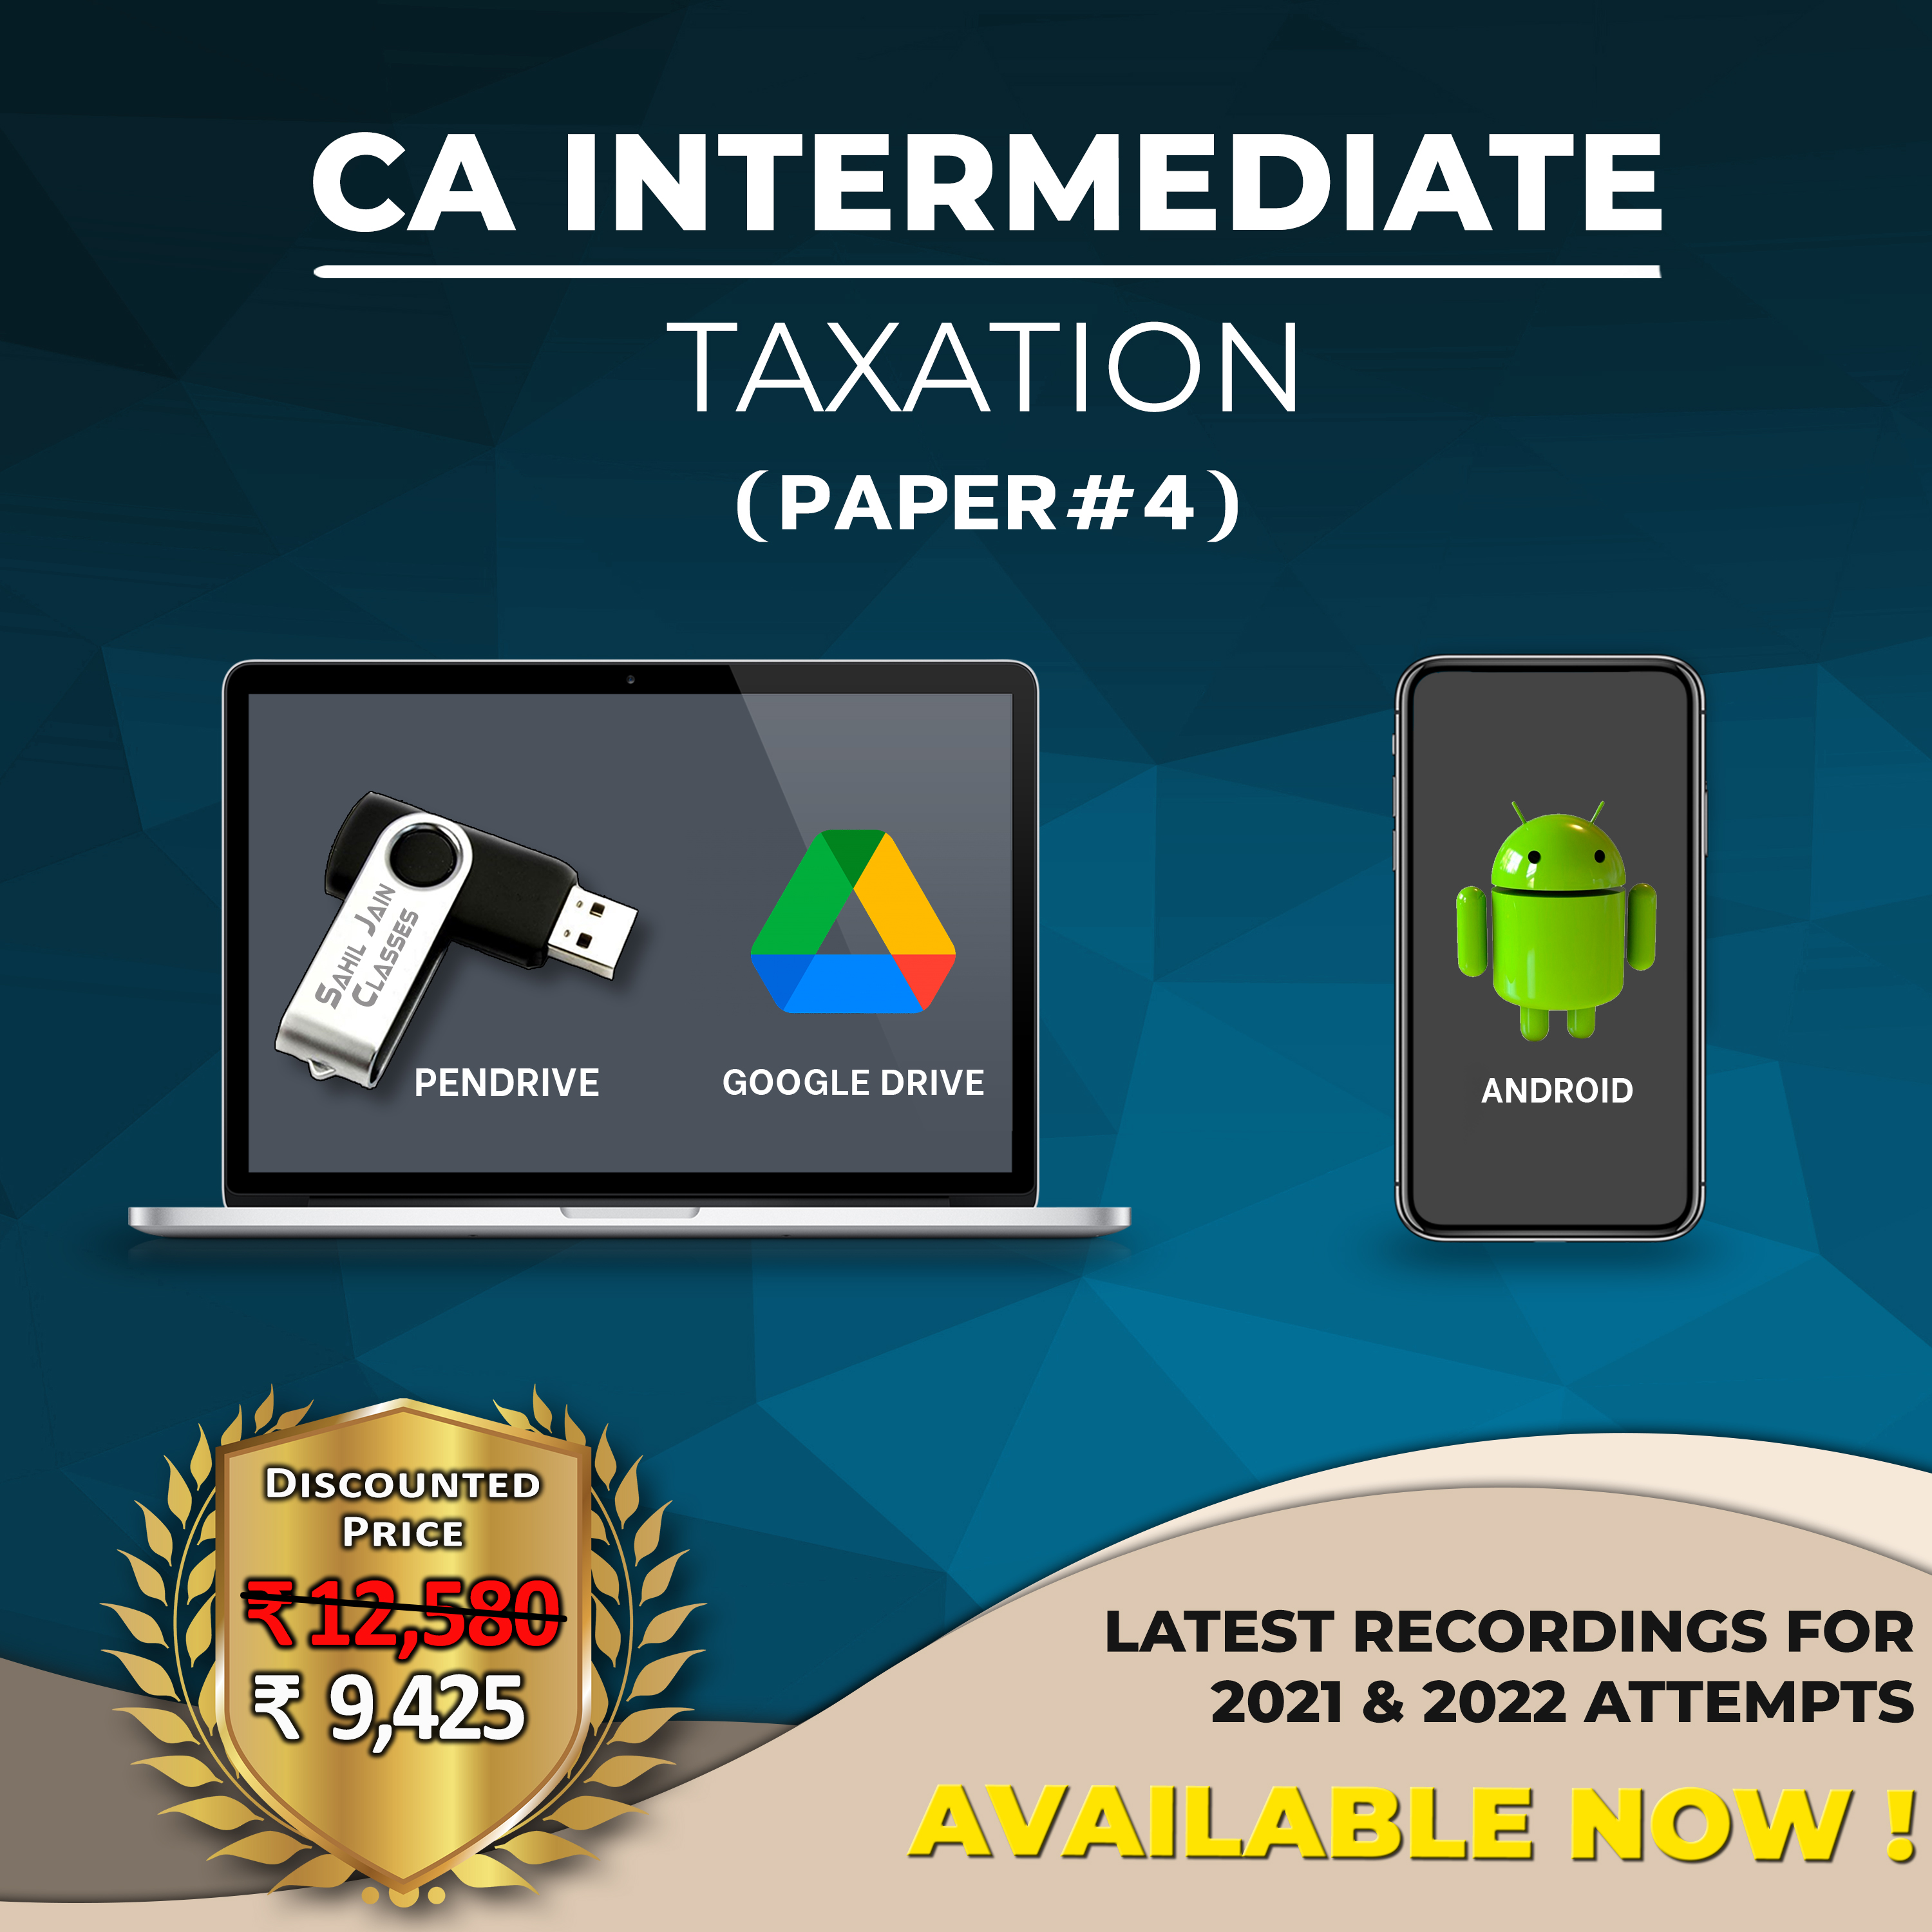 CA INTERMEDIATE
TAXATION
(PAPER#4)
SAHIL JAIN
CLASSES
PENDRIVE
GOOGLE DRIVE
ANDROID
DISCOUNTED
PRICE
₹12,580
₹ 9,425
LATEST RECORDINGS FOR
2021 & 2022 ATTEMPTS
AVAILABLE NOW !